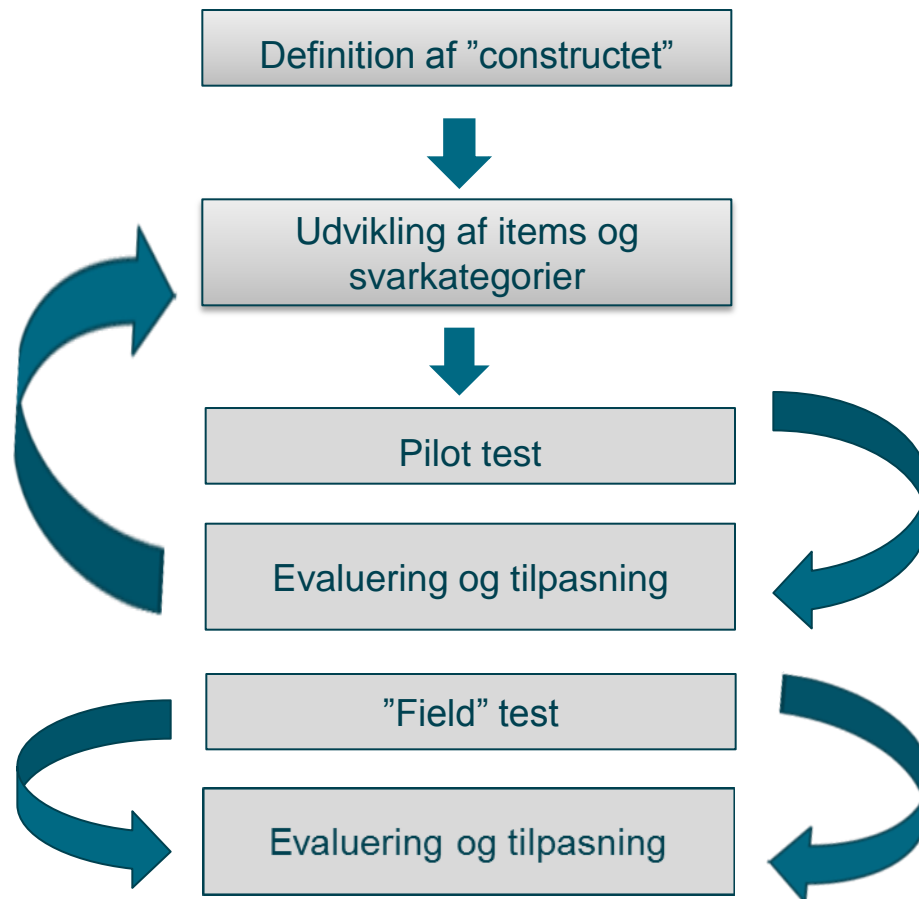 Definition af ”constructet”
Udvikling af items og
svarkategorier
Pilot test
Evaluering og tilpasning
”Field” test
Evaluering og tilpasning